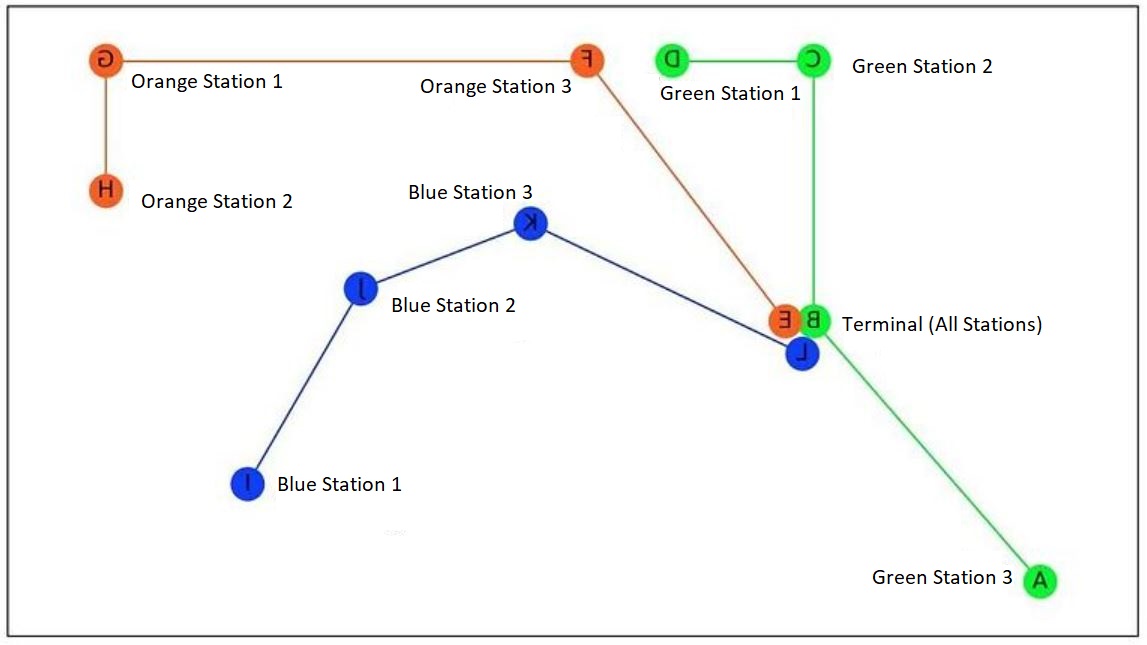 G
Orange Station 1
F
Orange Station 3
D
Green Station 1
C
Green Station 2
H
Orange Station 2
Blue Station 3
K
J
Blue Station 2
E
B
Terminal (All Stations)
L
I
Blue Station 1
Green Station 3
A